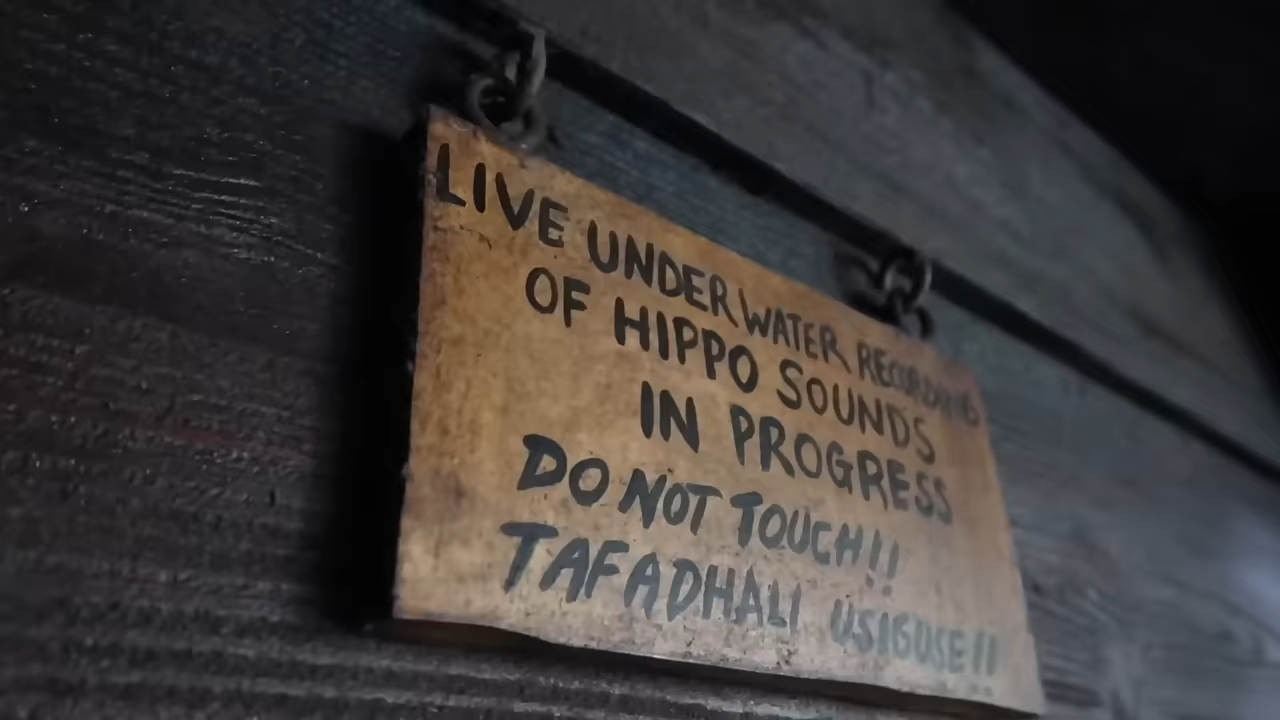 LIVE UNDERWATER RECORDING
OF HIPPO SOUNDS
IN PROGRESS
DO NOT TOUCH!!
TAFADHALI USIGUSE!!